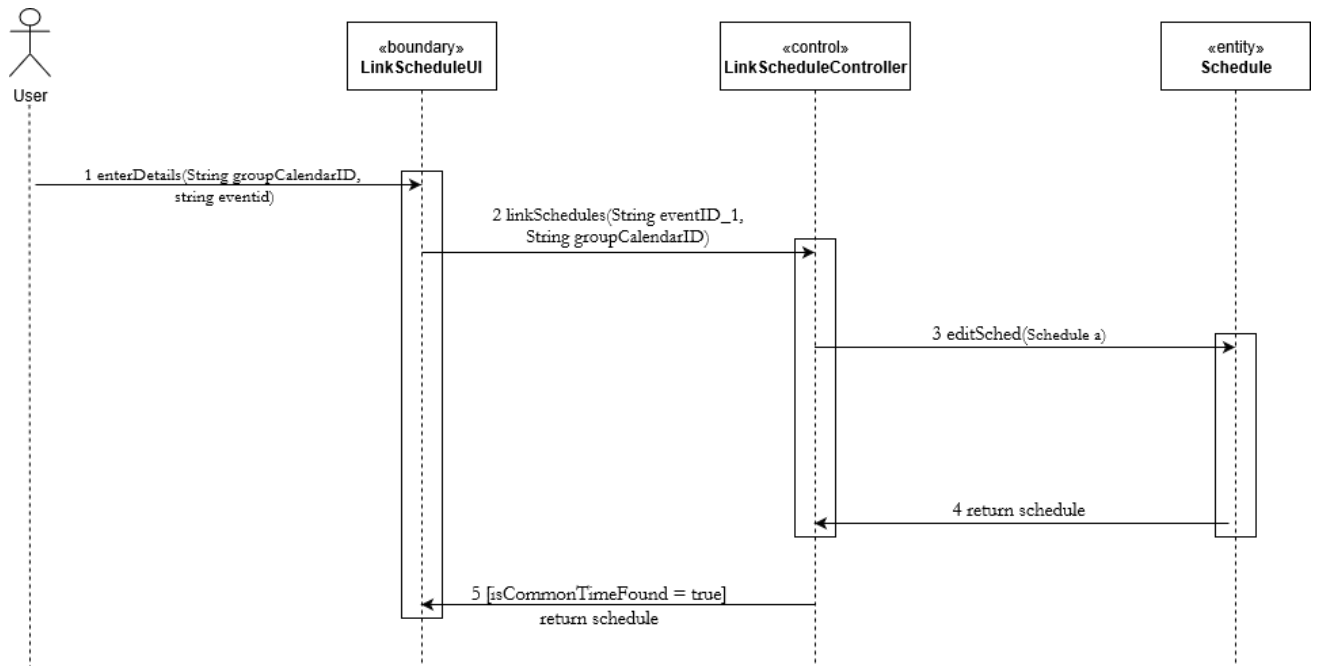 «boundary»
LinkScheduleUI
«control»
LinkScheduleController
«entity»
Schedule
User
1 enterDetails(String groupCalendarID,
string eventid)
2 linkSchedules(String eventID_1,
String groupCalendarID)
3 editSched(Schedule a)
4 return schedule
5 [isCommonTimeFound = true]
return schedule